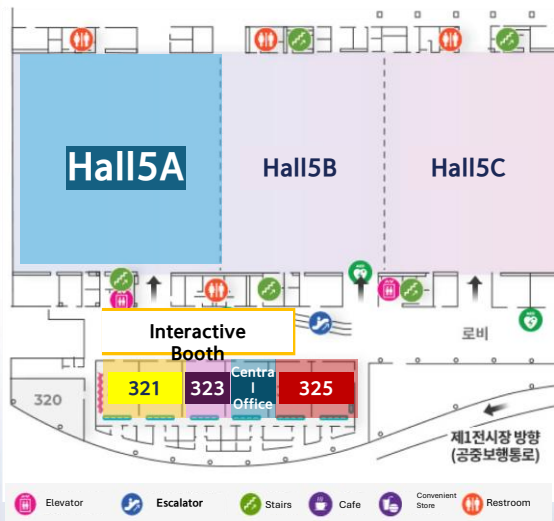 Hall5A
Hall5B
Hall5C
Interactive
Booth
로비
320
321
323
Centra
l
Office
325
제1전시장 방향
(공중보행통로)
Elevator
Escalator
Stairs
Cafe
Convenient
Store
Restroom